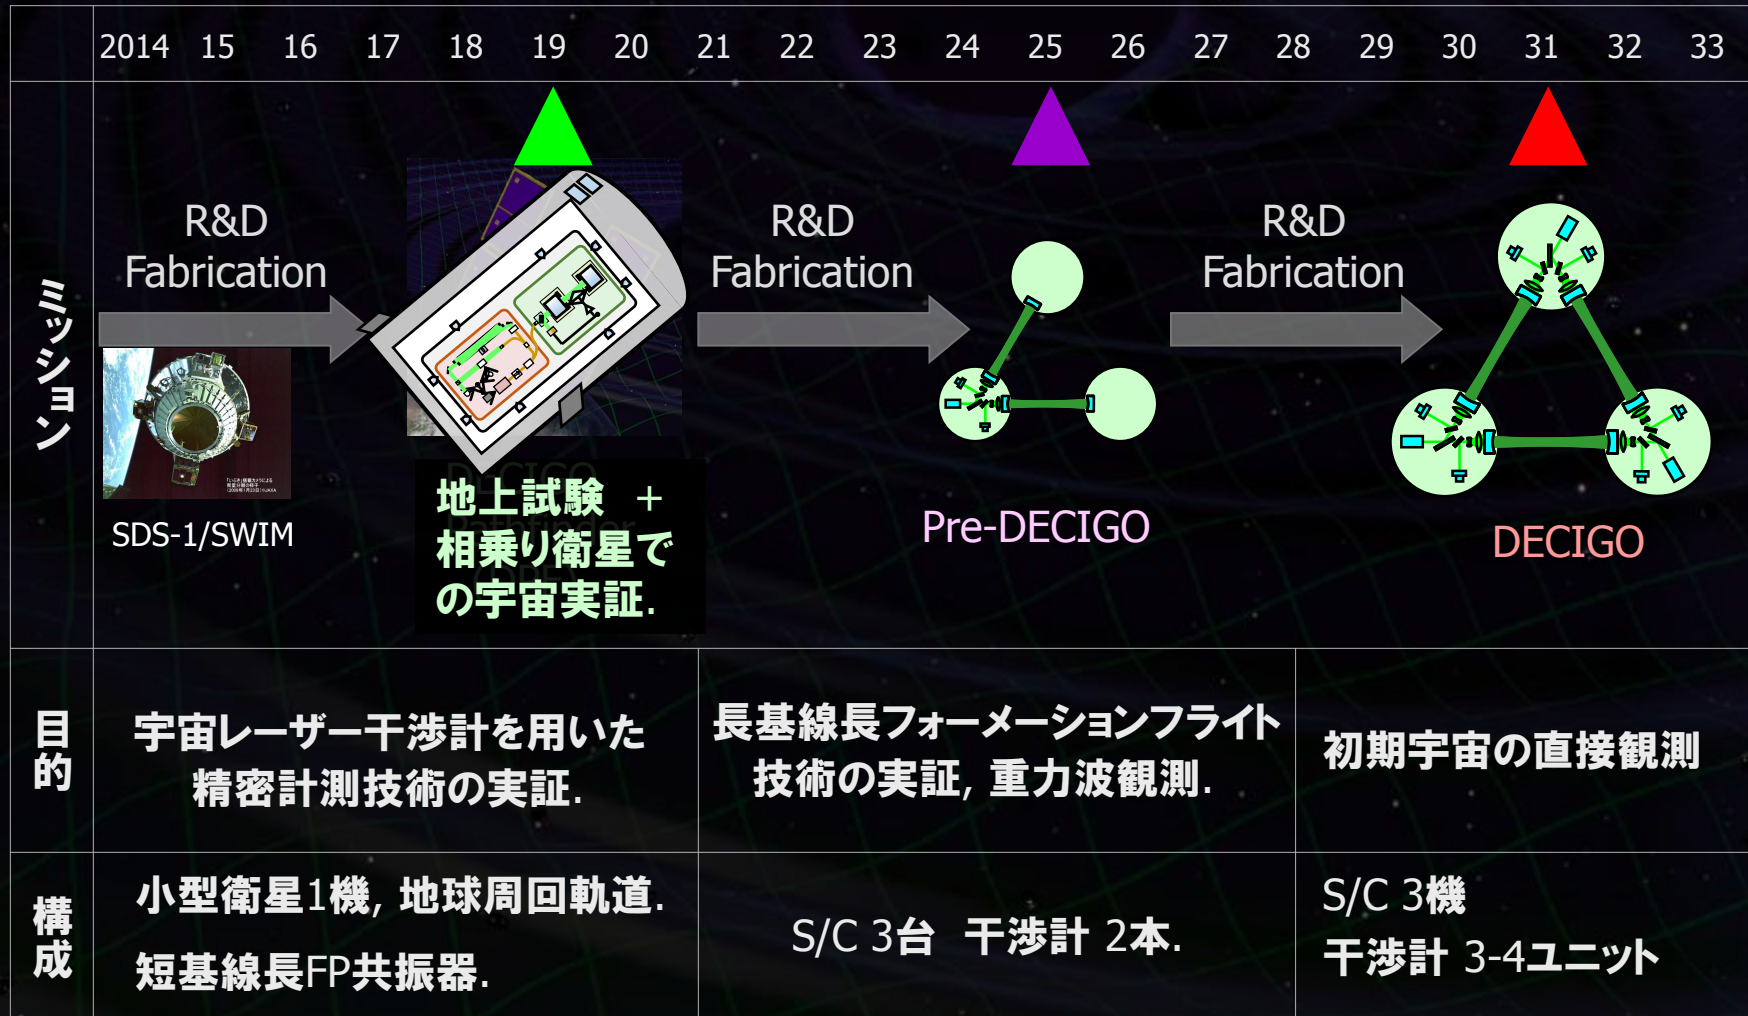 2014 15 16 17 18 19 20 21 22 23 24 25 26 27 28 29 30 31 32 33
ミッション
R&D
Fabrication
SDS-1/SWIM
DECIGO
Pathfinder
地上試験 +
相乗り衛星で
の宇宙実証.
R&D
Fabrication
Pre-DECIGO
R&D
Fabrication
DECIGO
目的
宇宙レーザー干渉計を用いた
精密計測技術の実証.
長基線長フォーメーションフライト
技術の実証, 重力波観測.
初期宇宙の直接観測
構成
小型衛星1機, 地球周回軌道.
短基線長FP共振器.
S/C 3台 干渉計 2本.
S/C 3機
干渉計 3-4ユニット